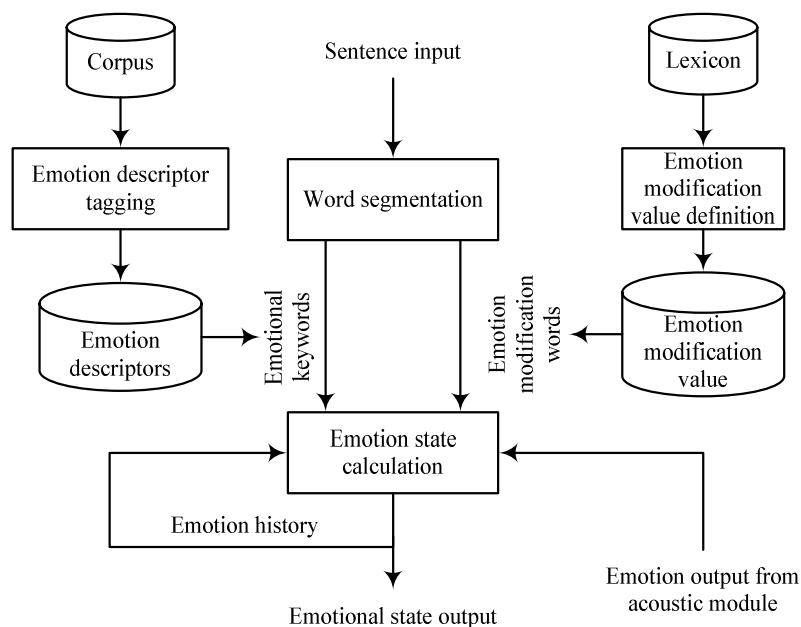 Corpus
Sentence input
Lexicon
Emotion descriptor
tagging
Word segmentation
Emotion
modification
value definition
Emotion
descriptors
Emotional
keywords
Emotion
modification
words
Emotion
modification
value
Emotion state
calculation
Emotion history
Emotion output from
acoustic module
Emotional state output